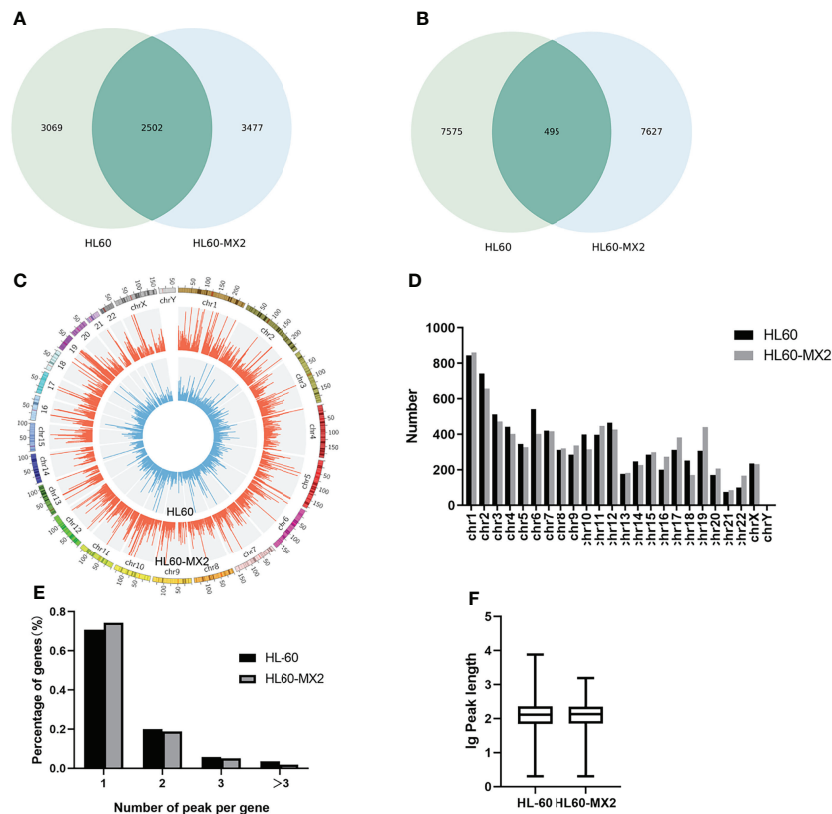 A
3069
2502
3477
HL60
HL60-MX2
B
7575
495
7627
HL60
HL60-MX2
C
chr1
chr2
chr3
chr4
chr5
chr6
chr7
chr8
chr9
chr10
chr11
chr12
chr13
chr14
chr15
16
17
18
19
20
21
22
chrX
chrY
HL60
HL60-MX2
D
Number
1000
800
600
400
200
0
HL60
HL60-MX2
chr1
chr2
chr3
chr4
chr5
chr6
chr7
chr8
chr9
chr10
chr11
chr12
chr13
chr14
chr15
chr16
chr17
chr18
chr19
chr20
chr21
chr22
chrX
chrY
E
Percentage of genes (%)
0.8
0.6
0.4
0.2
0.0
HL-60
HL60-MX2
1
2
3
>3
Number of peak per gene
F
lg Peak length
5
4
3
2
1
0
HL-60
HL60-MX2